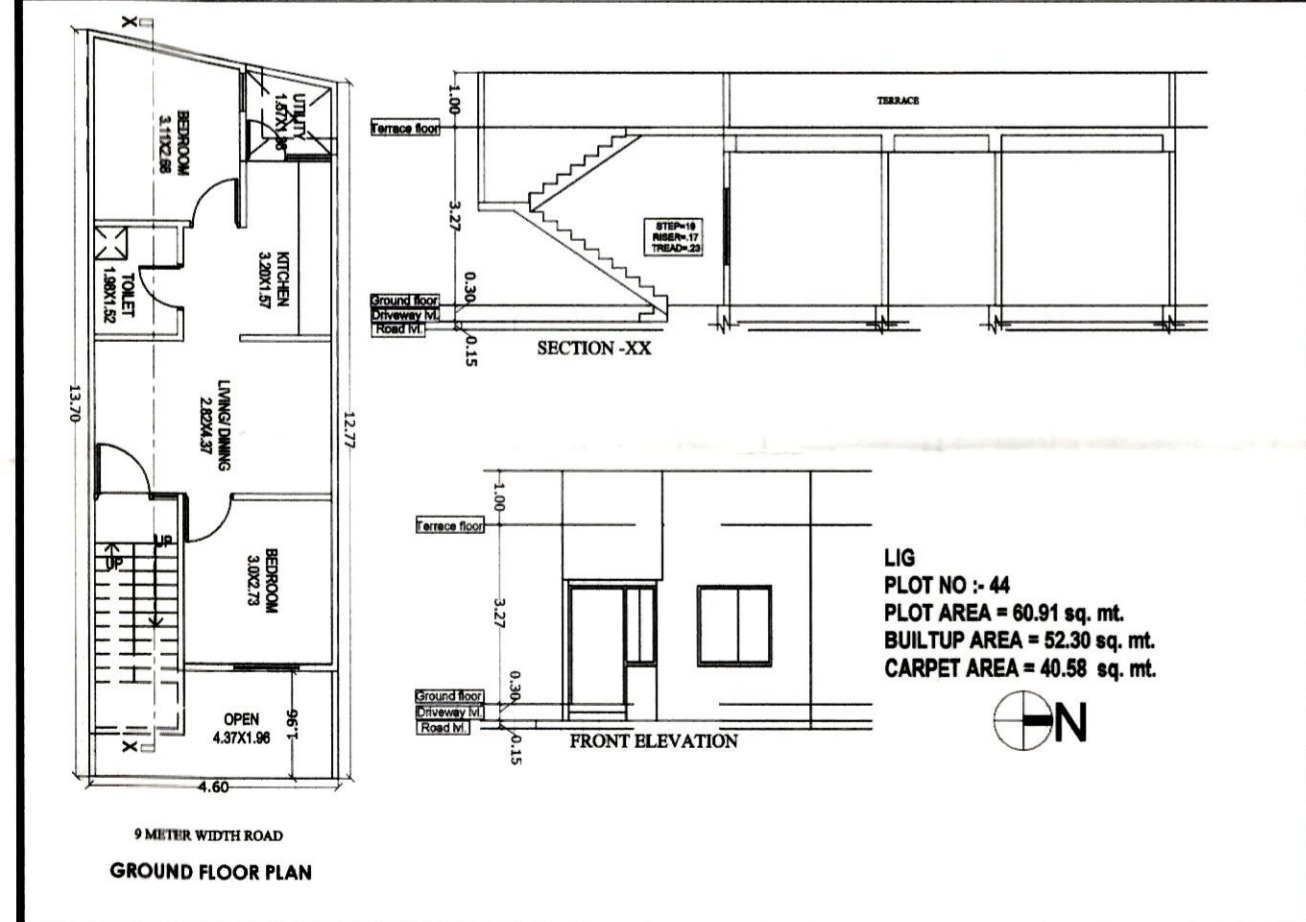 X
BEDROOM
3.11X2.68
UTILITY
KITCHEN
3.20X1.57
TOILET
1.98X1.52
13.70
12.77
LIVING/ DINING
2.82X4.37
UP
UP
BEDROOM
3.0X2.73
OPEN
4.37X1.96
1.96
X
4.60
9 METER WIDTH ROAD
GROUND FLOOR PLAN
1.00
TERRACE
Terrace floor
3.27
STEP=19
RISER=.17
TREAD=.23
0.30
Ground floor
Driveway lvl.
Road lvl.
0.15
SECTION -XX
1.00
Terrace floor
3.27
0.30
Ground floor
Driveway lvl.
Road lvl.
0.15
FRONT ELEVATION
LIG
PLOT NO :- 44
PLOT AREA = 60.91 sq. mt.
BUILTUP AREA = 52.30 sq. mt.
CARPET AREA = 40.58 sq. mt.
N